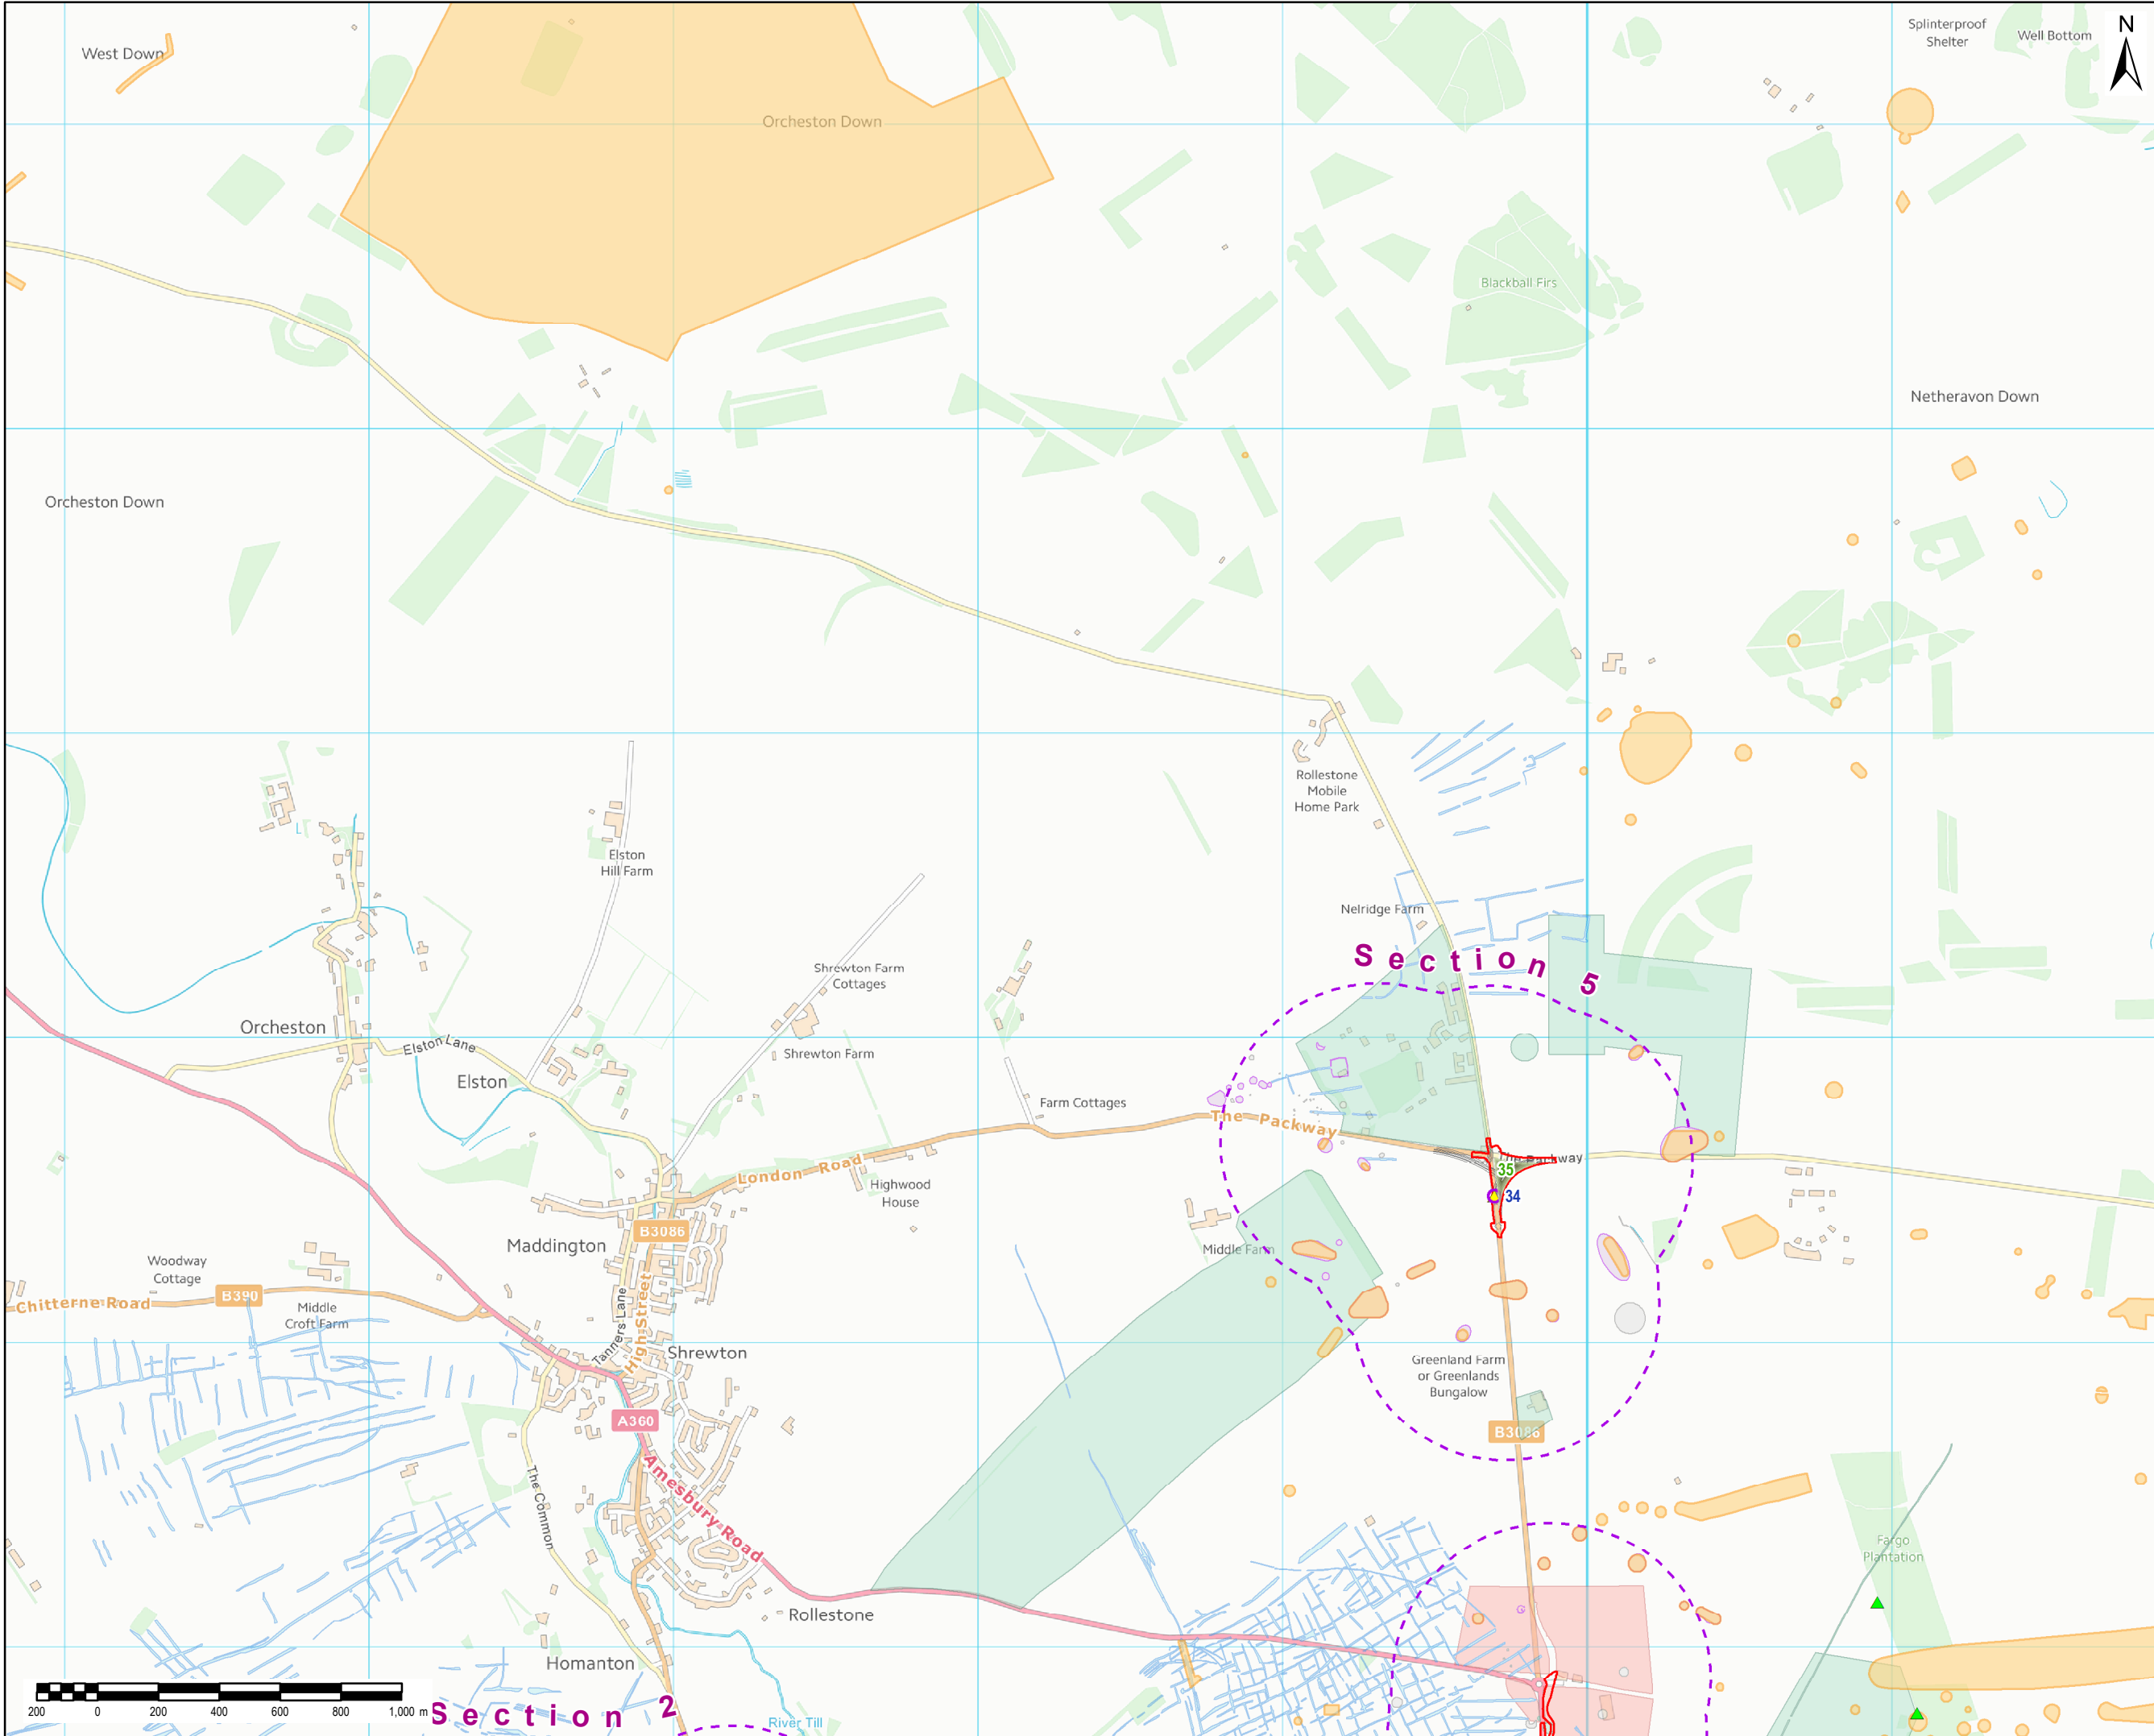 West Down
Splinterproof
Shelter
Well Bottom
N
Orcheston Down
Blackball Firs
Netheravon Down
Orcheston Down
Rollestone
Mobile
Home Park
Elston
Hill Farm
Nelridge Farm
Section 5
Shrewton Farm
Cottages
Orcheston
Elston Lane
Shrewton Farm
Elston
Farm Cottages
The Packway
The Packway
35
34
London Road
Highwood
House
B3086
Maddington
Middle Farm
Woodway
Cottage
B390
Chitterne Road
Middle
Croft Farm
Tanners Lane
High Street
Shrewton
Greenland Farm
or Greenlands
Bungalow
A360
B3086
Amesbury Road
The Common
Fargo
Plantation
Rollestone
Homanton
200 0 200 400 600 800 1,000 m
Section 2
River Till